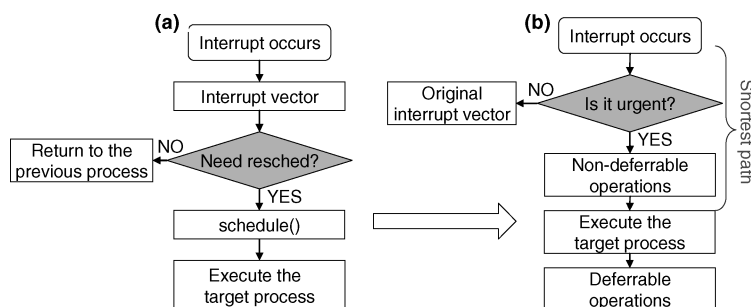 (a)
Interrupt occurs
Interrupt vector
Need resched?
NO
Return to the
previous process
YES
schedule()
Execute the
target process
(b)
Interrupt occurs
Is it urgent?
NO
Original
interrupt vector
YES
Non-deferrable
operations
Execute the
target process
Deferrable
operations
Shortest path